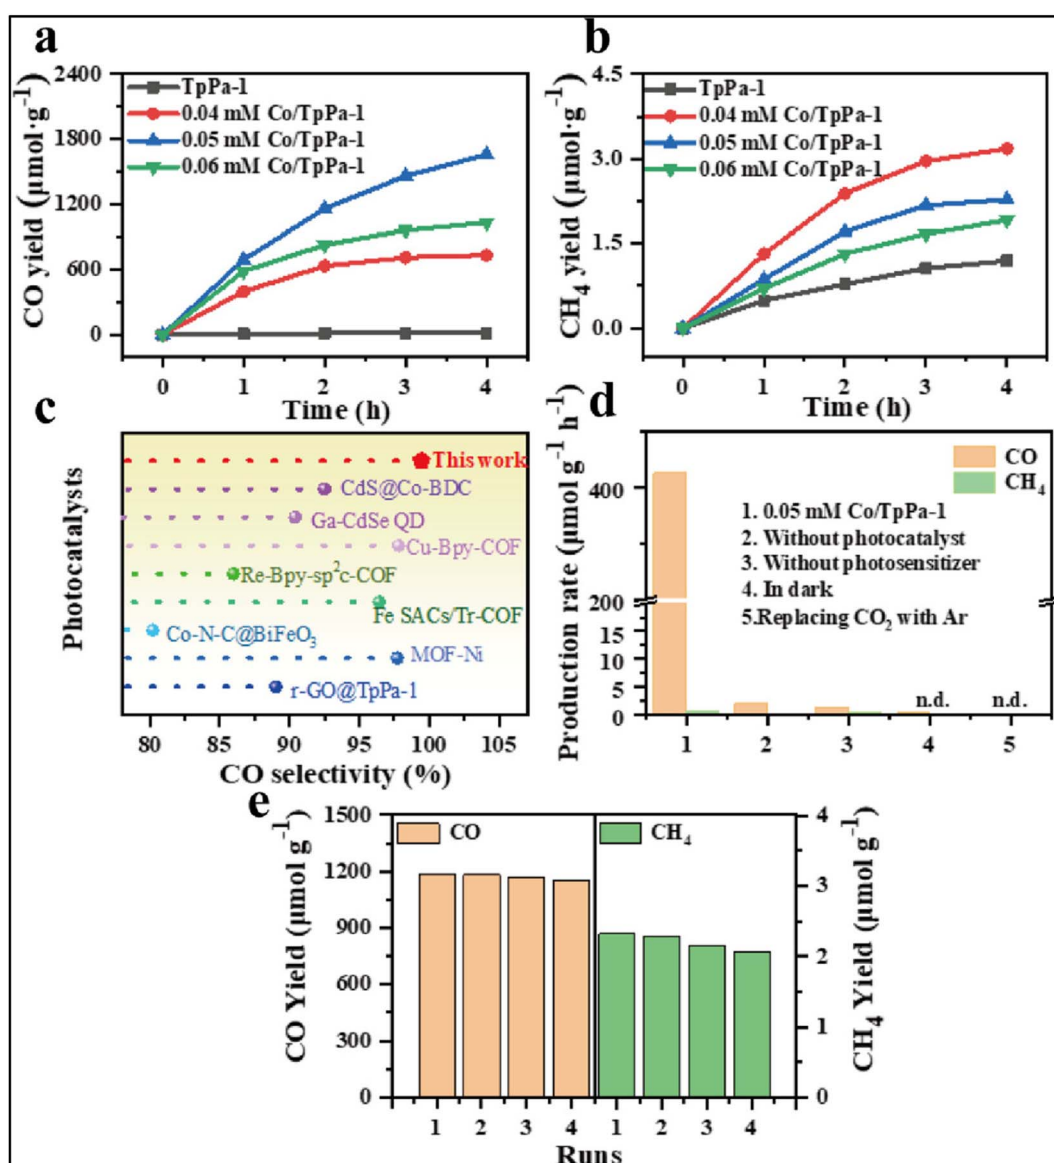 a
CO yield (μmol·g⁻¹)
2400
1800
1200
600
0
TpPa-1
0.04 mM Co/TpPa-1
0.05 mM Co/TpPa-1
0.06 mM Co/TpPa-1
0 1 2 3 4
Time (h)
b
CH₄ yield (μmol·g⁻¹)
4.5
3.0
1.5
0.0
TpPa-1
0.04 mM Co/TpPa-1
0.05 mM Co/TpPa-1
0.06 mM Co/TpPa-1
0 1 2 3 4
Time (h)
c
Photocatalysts
This work
CdS@Co-BDC
Ga-CdSe QD
Cu-Bpy-COF
Re-Bpy-sp²c-COF
Fe SACs/Tr-COF
Co-N-C@BiFeO₃
MOF-Ni
r-GO@TpPa-1
80 85 90 95 100 105
CO selectivity (%)
d
Production rate (μmol g⁻¹ h⁻¹)
400
200
15
10
5
0
CO
CH₄
1. 0.05 mM Co/TpPa-1
2. Without photocatalyst
3. Without photosensitizer
4. In dark
5.Replacing CO₂ with Ar
n.d. n.d.
1 2 3 4 5
e
CO Yield (μmol g⁻¹)
1500
1200
900
600
300
0
CO
CH₄
4
3
2
1
0
CH₄ Yield (μmol g⁻¹)
1 2 3 4 1 2 3 4
Runs